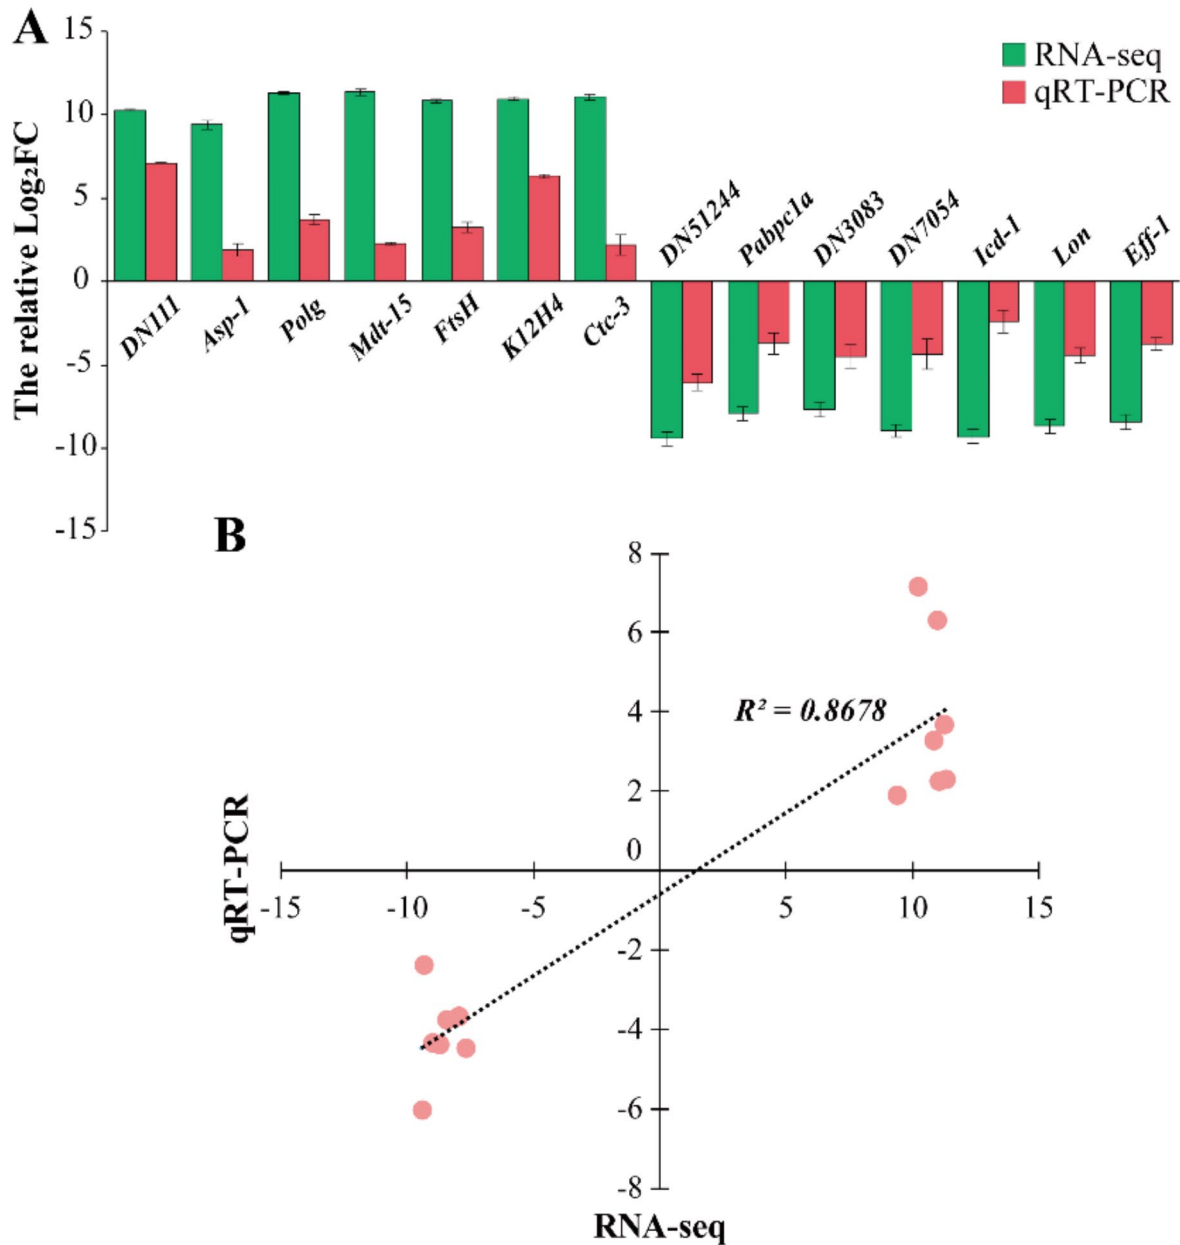 A
15
10
5
0
-5
-10
-15
The relative Log₂FC
RNA-seq
qRT-PCR
DN111
Asp-1
Polg
Mdt-15
FtsH
K12H4
Ctc-3
DN51244
Pabpc1a
DN3083
DN7054
Icd-1
Lon
Eff-1
B
8
6
4
2
0
-2
-4
-6
-8
R² = 0.8678
-15
-10
-5
5
10
15
qRT-PCR
RNA-seq